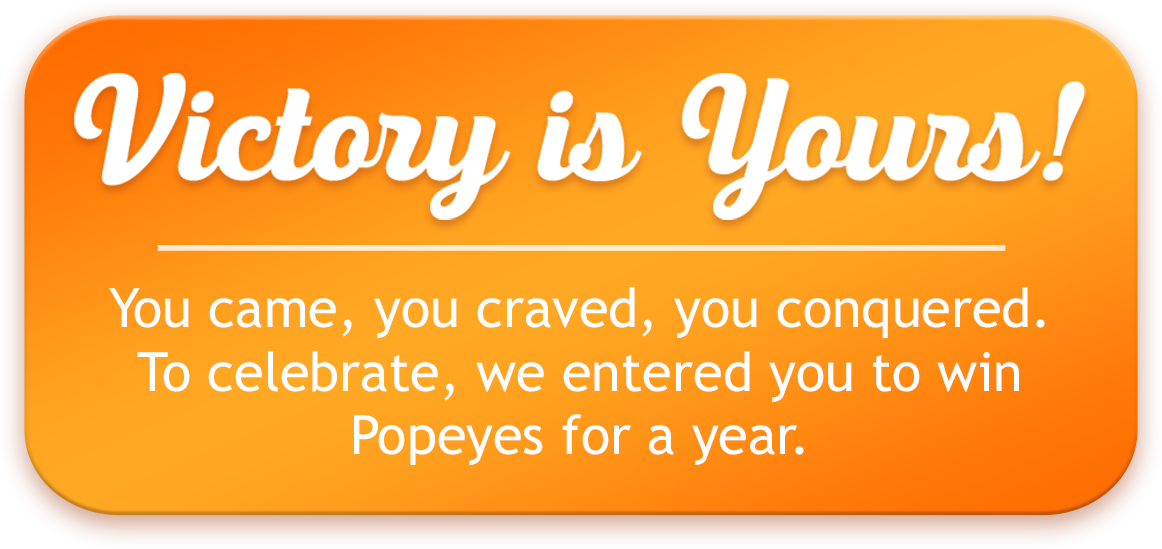 Victory is Yours!
You came, you craved, you conquered.
To celebrate, we entered you to win
Popeyes for a year.